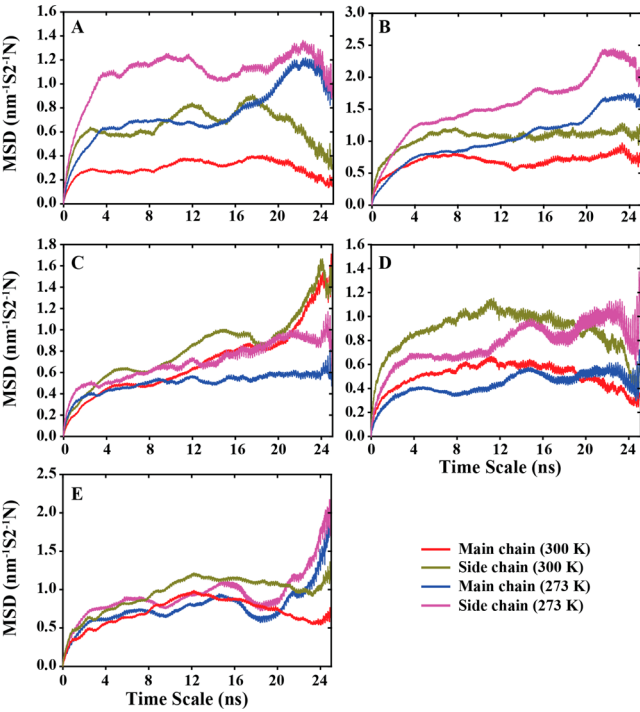 A
MSD (nm⁻¹S2⁻¹N)
1.6
1.4
1.2
1.0
0.8
0.6
0.4
0.2
0.0
0 4 8 12 16 20 24
B
3.0
2.5
2.0
1.5
1.0
0.5
0.0
0 4 8 12 16 20 24
C
MSD (nm⁻¹S2⁻¹N)
1.8
1.6
1.4
1.2
1.0
0.8
0.6
0.4
0.2
0.0
0 4 8 12 16 20 24
D
1.6
1.4
1.2
1.0
0.8
0.6
0.4
0.2
0.0
0 4 8 12 16 20 24
Time Scale (ns)
E
MSD (nm⁻¹S2⁻¹N)
2.5
2.0
1.5
1.0
0.5
0.0
0 4 8 12 16 20 24
Time Scale (ns)
Main chain (300 K)
Side chain (300 K)
Main chain (273 K)
Side chain (273 K)